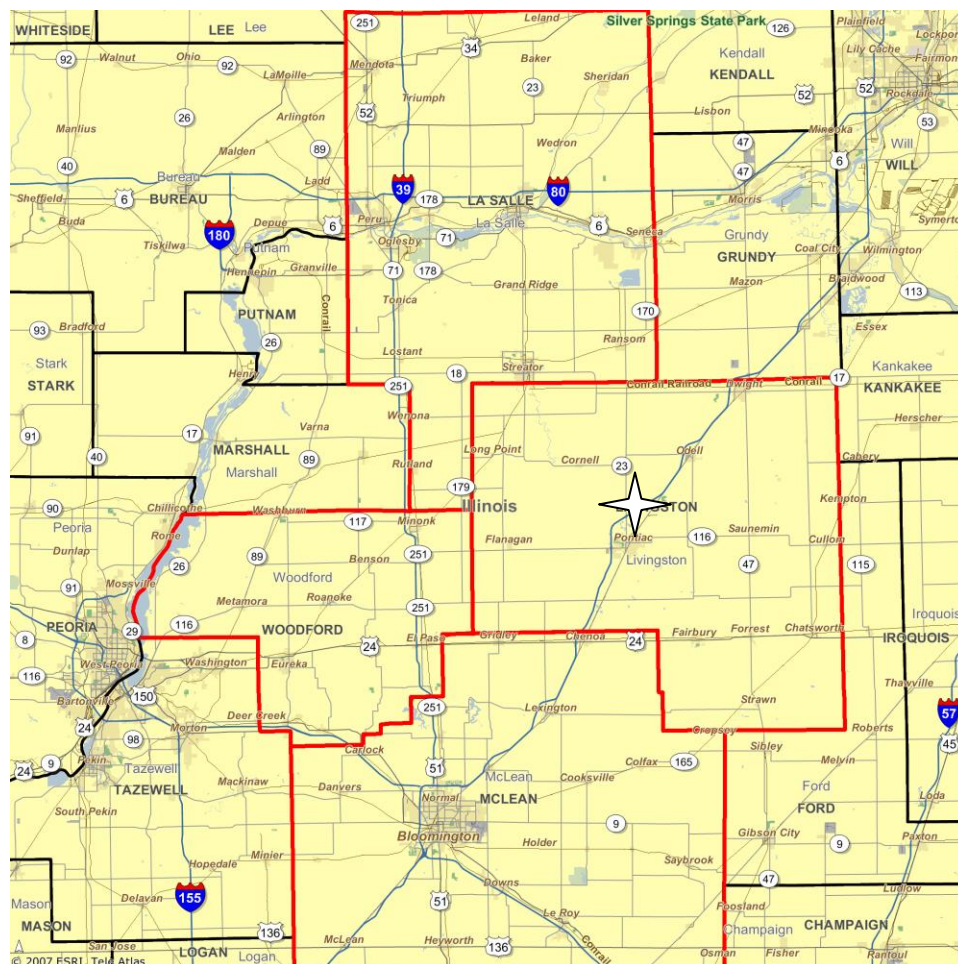 251
Leland
Silver Springs State Park
126
Plainfield
Lockport
WHITESIDE
LEE
Lee
34
Kendall
Lily Cache
Fairmont
92
Walnut
Ohio
92
LaMoille
Mendota
Baker
Sheridan
KENDALL
52
52
Rockdale
Triumph
23
Manlius
26
Arlington
52
Lisbon
47
Minooka
53
Malden
89
Wedron
47
6
Will
WILL
40
Bureau
Ladd
39
178
LA SALLE
80
Morris
Sheffield
6
BUREAU
Peru
La Salle
6
Symerton
Buda
180
Depue
6
Oglesby
71
Seneca
Grundy
GRUNDY
Coal City
Wilmington
Tiskilwa
Putnam
Hennepin
Granville
71
178
Grand Ridge
Mazon
Braidwood
113
Tonica
Conrail
170
93
Bradford
PUTNAM
26
Ransom
Essex
Stark
STARK
Lostant
Streator
Kankakee
Henry
251
18
Conrail Railroad
Dwight
Conrail
17
KANKAKEE
Wenona
Herscher
91
40
17
MARSHALL
Marshall
Varna
89
Rutland
Long Point
Cornell
23
Odell
Cabery
90
Peoria
Chillicothe
Washburn
179
Illinois
Kempton
Rome
117
Minonk
Pontiac
116
Saunemin
Cullom
Dunlap
26
89
Benson
251
Flanagan
Livingston
47
115
91
Mossville
Woodford
Metamora
Roanoke
251
Iroquois
PEORIA
29
116
WOODFORD
24
El Paso
Gridley
Chenoa
24
Fairbury
Forrest
Chatsworth
IROQUOIS
8
West Peoria
Washington
Eureka
116
150
Thawville
Bartonville
251
Lexington
Strawn
57
24
98
Morton
Deer Creek
Cropsey
Roberts
45
9
24
Pekin
Tazewell
Carlock
51
Sibley
Melvin
TAZEWELL
Mackinaw
Danvers
McLean
MCLEAN
Cooksville
Colfax
165
Ford
FORD
Loda
South Pekin
Normal
Bloomington
9
Gibson City
9
Paxton
Minier
Holder
Hopedale
Saybrook
47
Ludlow
Delavan
155
Downs
Foosland
Mason
MASON
51
Le Roy
Champaign
CHAMPAIGN
San Jose
136
McLean
Heyworth
136
Conrail
LOGAN
Logan
Osman
Fisher
Rantoul
© 2007 ESRI, Tele Atlas